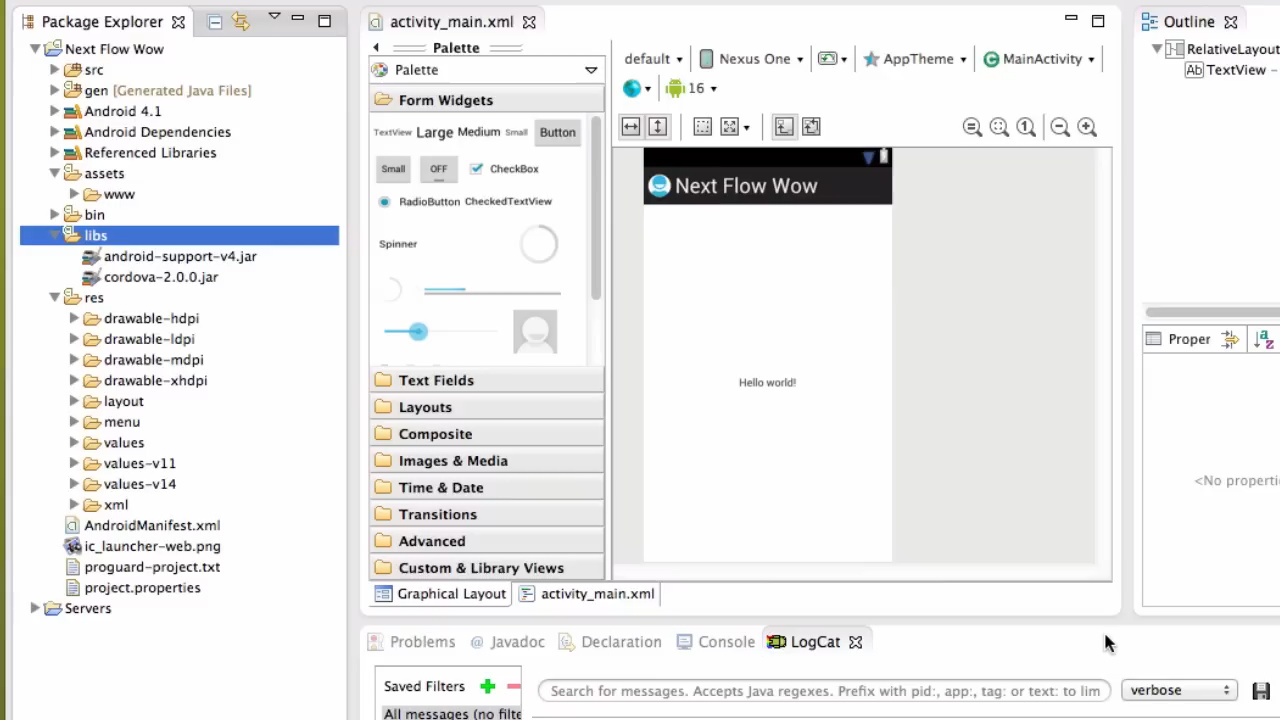 Package Explorer
Next Flow Wow
src
gen [Generated Java Files]
Android 4.1
Android Dependencies
Referenced Libraries
assets
www
bin
libs
android-support-v4.jar
cordova-2.0.0.jar
res
drawable-hdpi
drawable-ldpi
drawable-mdpi
drawable-xhdpi
layout
menu
values
values-v11
values-v14
xml
AndroidManifest.xml
ic_launcher-web.png
proguard-project.txt
project.properties
Servers
activity_main.xml
Palette
Palette
Form Widgets
TextView Large Medium Small Button
Small OFF CheckBox
RadioButton CheckedTextView
Spinner
Text Fields
Layouts
Composite
Images & Media
Time & Date
Transitions
Advanced
Custom & Library Views
default Nexus One AppTheme MainActivity
16
Next Flow Wow
Hello world!
Graphical Layout activity_main.xml
Outline
RelativeLayout
Ab TextView –
Proper
<No properti
Problems @ Javadoc Declaration Console LogCat
Saved Filters
All messages (no filte
Search for messages. Accepts Java regexes. Prefix with pid:, app:, tag: or text: to lim
verbose